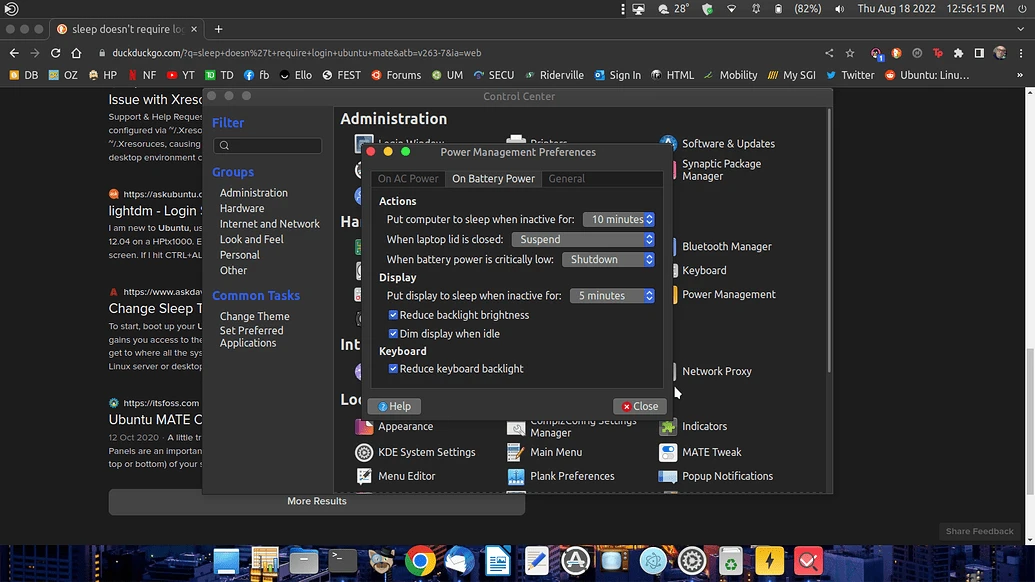 28°
(82%)
Thu Aug 18 2022
12:56:15 PM
sleep doesn't require lo
duckduckgo.com/?q=sleep+doesn%27t+require+login+ubuntu+mate&atb=v263-7&ia=web
DB
OZ
HP
NF
YT
TD
fb
Ello
FEST
Forums
UM
SECU
Riderville
Sign In
HTML
Mobility
My SGI
Twitter
Ubuntu: Linu…
»
Issue with Xresor
Support & Help Reques
configured via ~/.Xreso
~/.Xresoruces, causing
desktop environment c
https://askubuntu.c
lightdm - Login S
I am new to Ubuntu, us
12.04 on a HPtx1000. E
screen. If I hit CTRL+AL
https://www.askdav
Change Sleep T
To start, boot up your U
gains you access to the
get to where all the sys
Linux server or desktop
https://itsfoss.com
Ubuntu MATE C
12 Oct 2020 · A little tr
Panels are an importan
top or bottom) of your s
More Results
Share Feedback
Control Center
Filter
Groups
Administration
Hardware
Internet and Network
Look and Feel
Personal
Other
Common Tasks
Change Theme
Set Preferred
Applications
Administration
Login Window
Printers
Software & Updates
Synaptic Package
Manager
Ha
Bluetooth Manager
Keyboard
Power Management
Int
Network Proxy
Loo
Appearance
CompizConfig Settings
Manager
Indicators
KDE System Settings
Main Menu
MATE Tweak
Menu Editor
Plank Preferences
Popup Notifications
Power Management Preferences
On AC Power
On Battery Power
General
Actions
Put computer to sleep when inactive for:
10 minutes
When laptop lid is closed:
Suspend
When battery power is critically low:
Shutdown
Display
Put display to sleep when inactive for:
5 minutes
Reduce backlight brightness
Dim display when idle
Keyboard
Reduce keyboard backlight
Help
Close